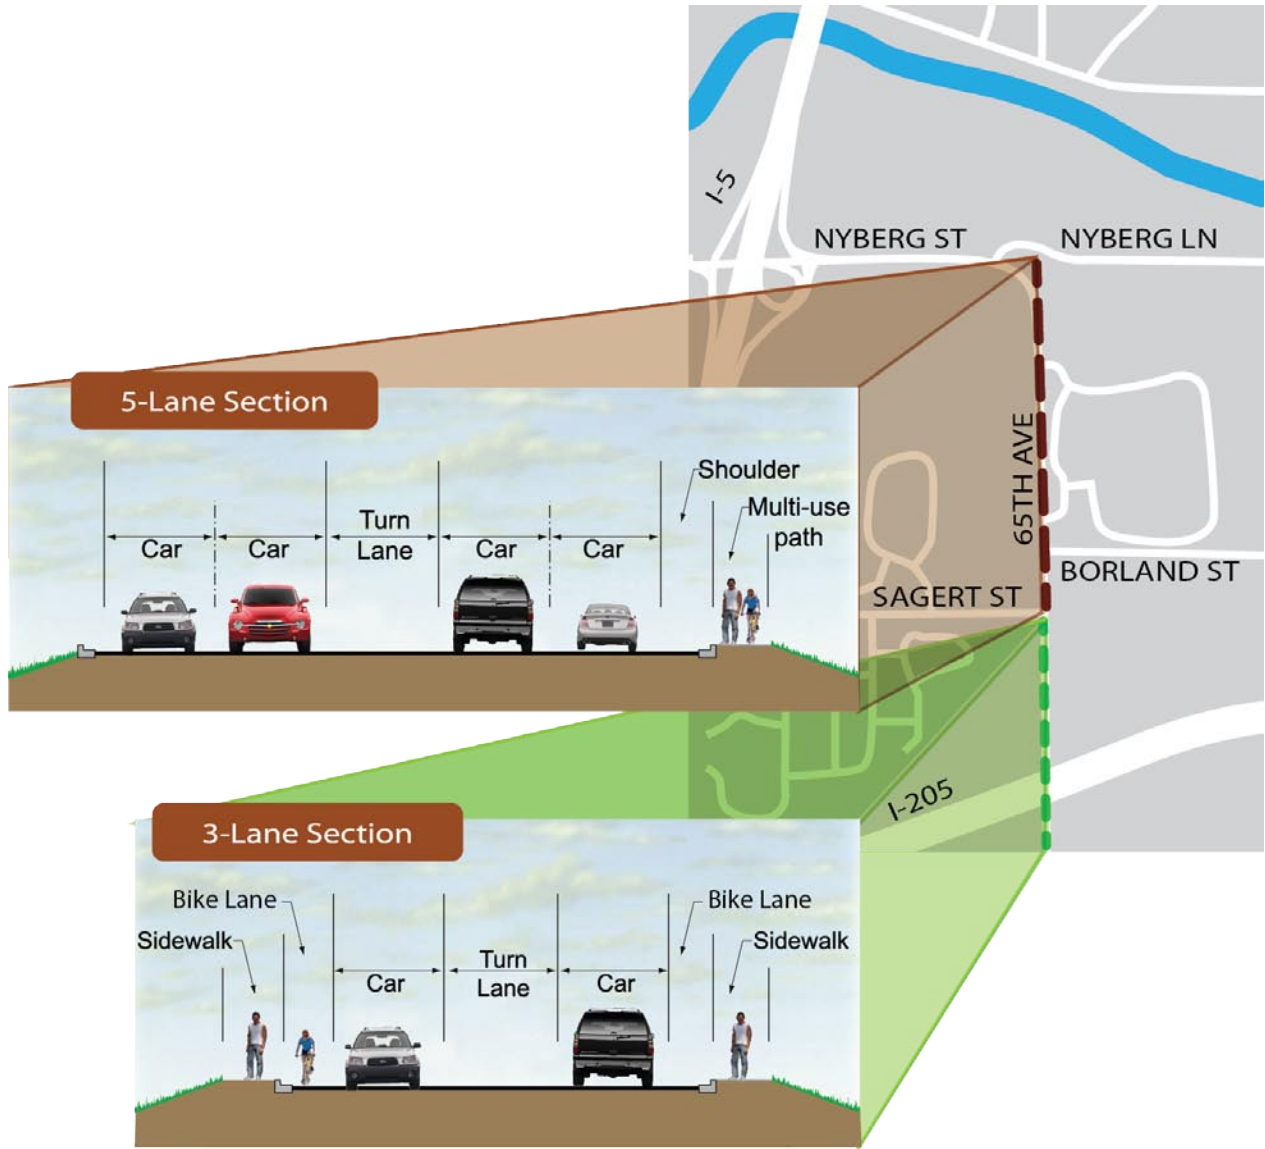 I-5
NYBERG ST
NYBERG LN
5-Lane Section
65TH AVE
Shoulder
Multi-use
path
Car
Car
Turn
Lane
Car
Car
BORLAND ST
SAGERT ST
I-205
3-Lane Section
Bike Lane
Bike Lane
Sidewalk
Sidewalk
Car
Turn
Lane
Car